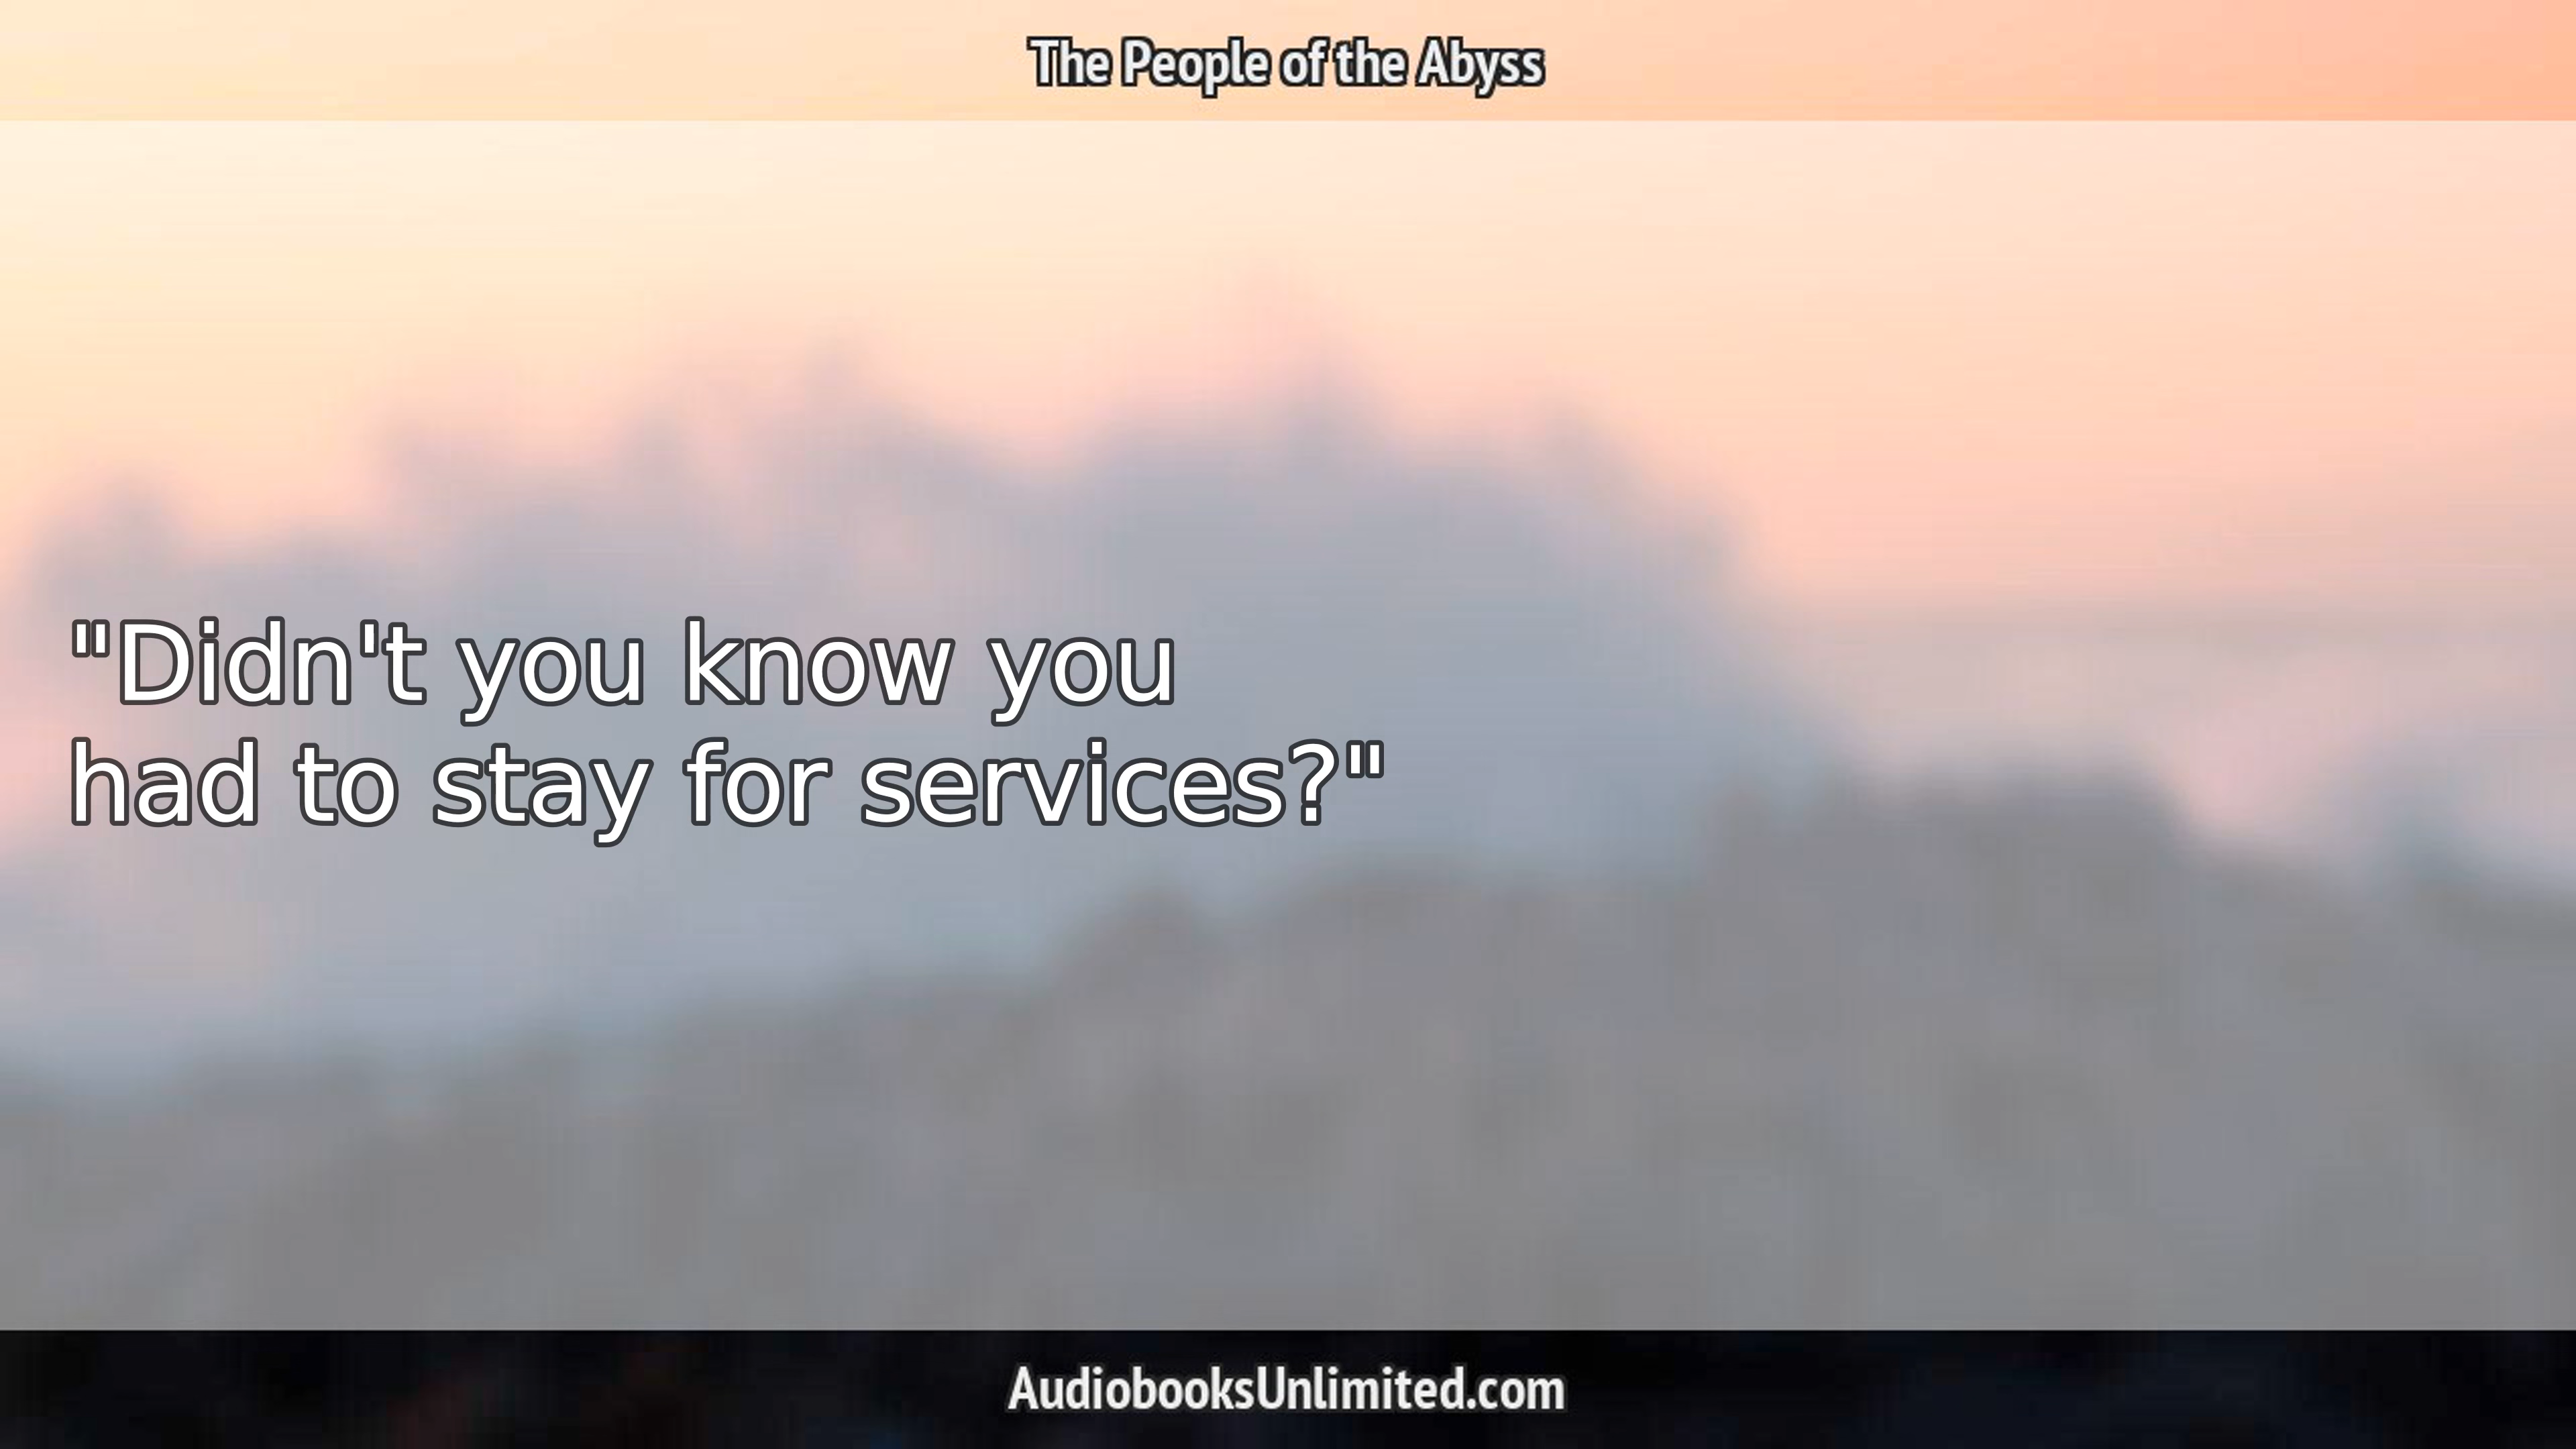 The People of the Abyss
"Didn't you know you
had to stay for services?"
AudiobooksUnlimited.com